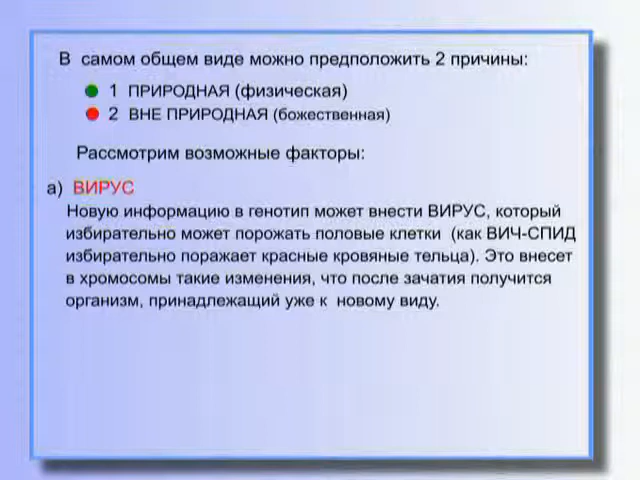 В самом общем виде можно предположить 2 причины:
1 ПРИРОДНАЯ (физическая)
2 ВНЕ ПРИРОДНАЯ (божественная)
Рассмотрим возможные факторы:
а) ВИРУС
Новую информацию в генотип может внести ВИРУС, который
избирательно может порожать половые клетки (как ВИЧ-СПИД
избирательно поражает красные кровяные тельца). Это внесет
в хромосомы такие изменения, что после зачатия получится
организм, принадлежащий уже к новому виду.